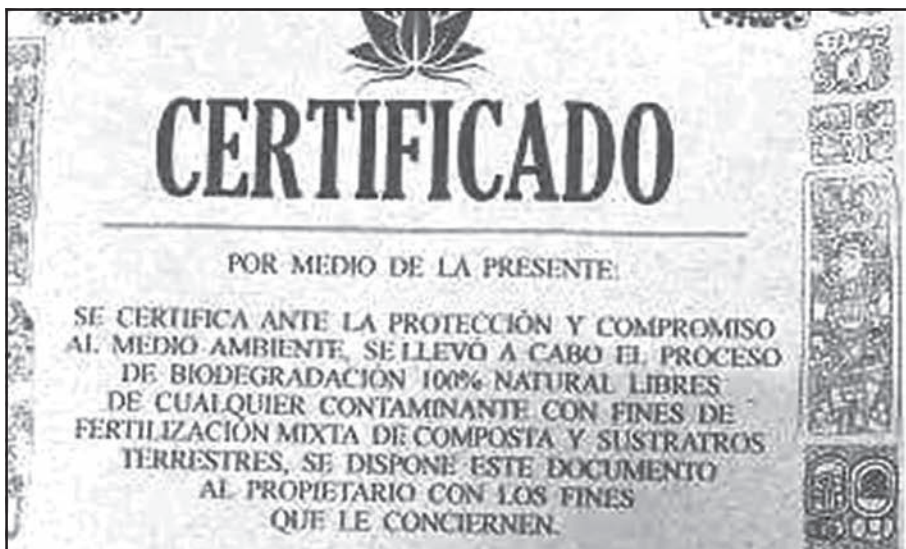 CERTIFICADO
POR MEDIO DE LA PRESENTE:
SE CERTIFICA ANTE LA PROTECCIÓN Y COMPROMISO
AL MEDIO AMBIENTE, SE LLEVÓ A CABO EL PROCESO
DE BIODEGRADACIÓN 100% NATURAL LIBRES
DE CUALQUIER CONTAMINANTE CON FINES DE
FERTILIZACIÓN MIXTA DE COMPOSTA Y SUSTRATROS
TERRESTRES, SE DISPONE ESTE DOCUMENTO
AL PROPIETARIO CON LOS FINES
QUE LE CONCIERNEN.